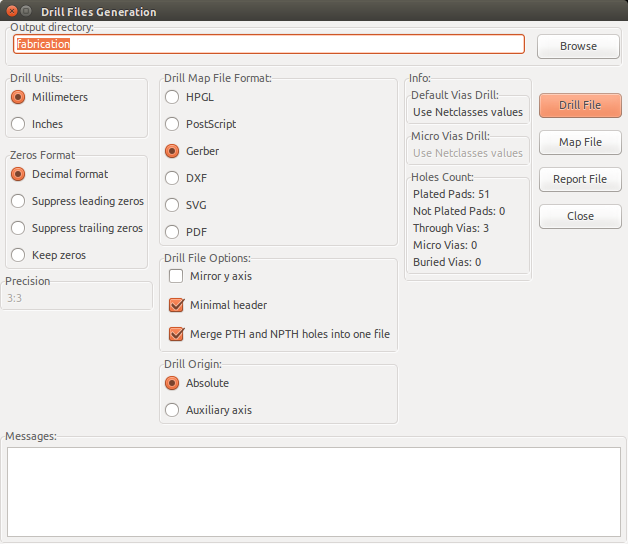 Drill Files Generation
Output directory:
fabrication
Browse
Drill Units:
Millimeters
Inches
Zeros Format
Decimal format
Suppress leading zeros
Suppress trailing zeros
Keep zeros
Precision
3:3
Drill Map File Format:
HPGL
PostScript
Gerber
DXF
SVG
PDF
Drill File Options:
Mirror y axis
Minimal header
Merge PTH and NPTH holes into one file
Drill Origin:
Absolute
Auxiliary axis
Info:
Default Vias Drill:
Use Netclasses values
Micro Vias Drill:
Use Netclasses values
Holes Count:
Plated Pads: 51
Not Plated Pads: 0
Through Vias: 3
Micro Vias: 0
Buried Vias: 0
Drill File
Map File
Report File
Close
Messages: